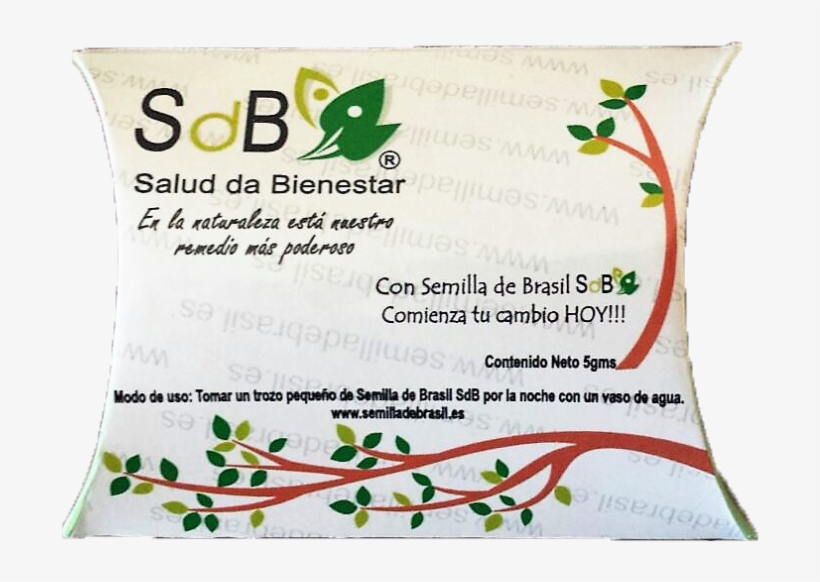 SdB
®
Salud da Bienestar
En la naturaleza está nuestro
remedio más poderoso
Con Semilla de Brasil SdB
Comienza tu cambio HOY!!!
Contenido Neto 5gms
Modo de uso: Tomar un trozo pequeño de Semilla de Brasil SdB por la noche con un vaso de agua.
www.semilladebrasil.es